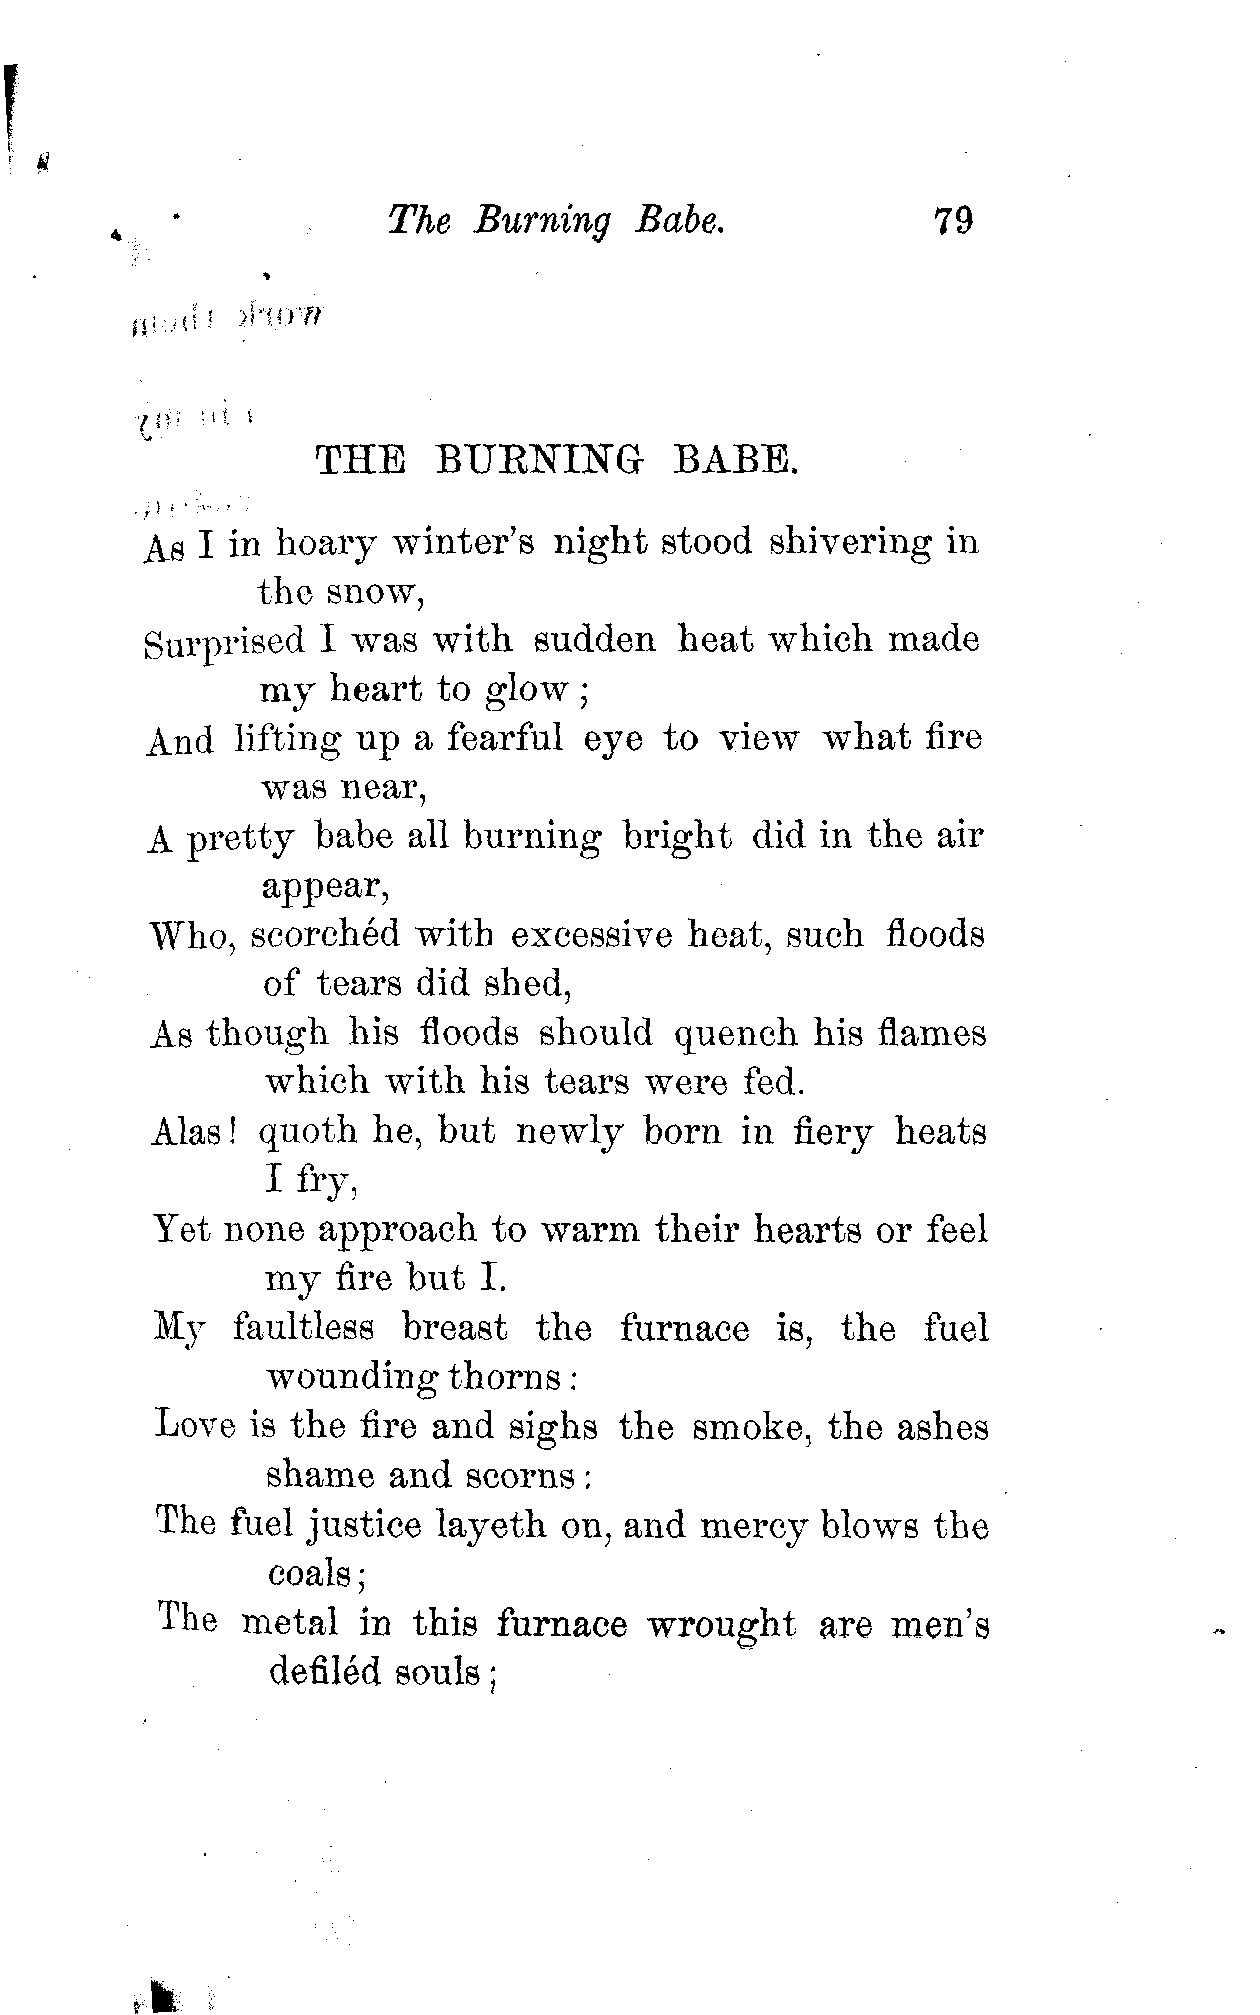 The Burning Babe. 79
THE BURNING BABE.
As I in hoary winter's night stood shivering in
the snow,
Surprised I was with sudden heat which made
my heart to glow ;
And lifting up a fearful eye to view what fire
was near,
A pretty babe all burning bright did in the air
appear,
Who, scorchéd with excessive heat, such floods
of tears did shed,
As though his floods should quench his flames
which with his tears were fed.
Alas! quoth he, but newly born in fiery heats
I fry,
Yet none approach to warm their hearts or feel
my fire but I.
My faultless breast the furnace is, the fuel
wounding thorns :
Love is the fire and sighs the smoke, the ashes
shame and scorns :
The fuel justice layeth on, and mercy blows the
coals ;
The metal in this furnace wrought are men's
defiléd souls ;